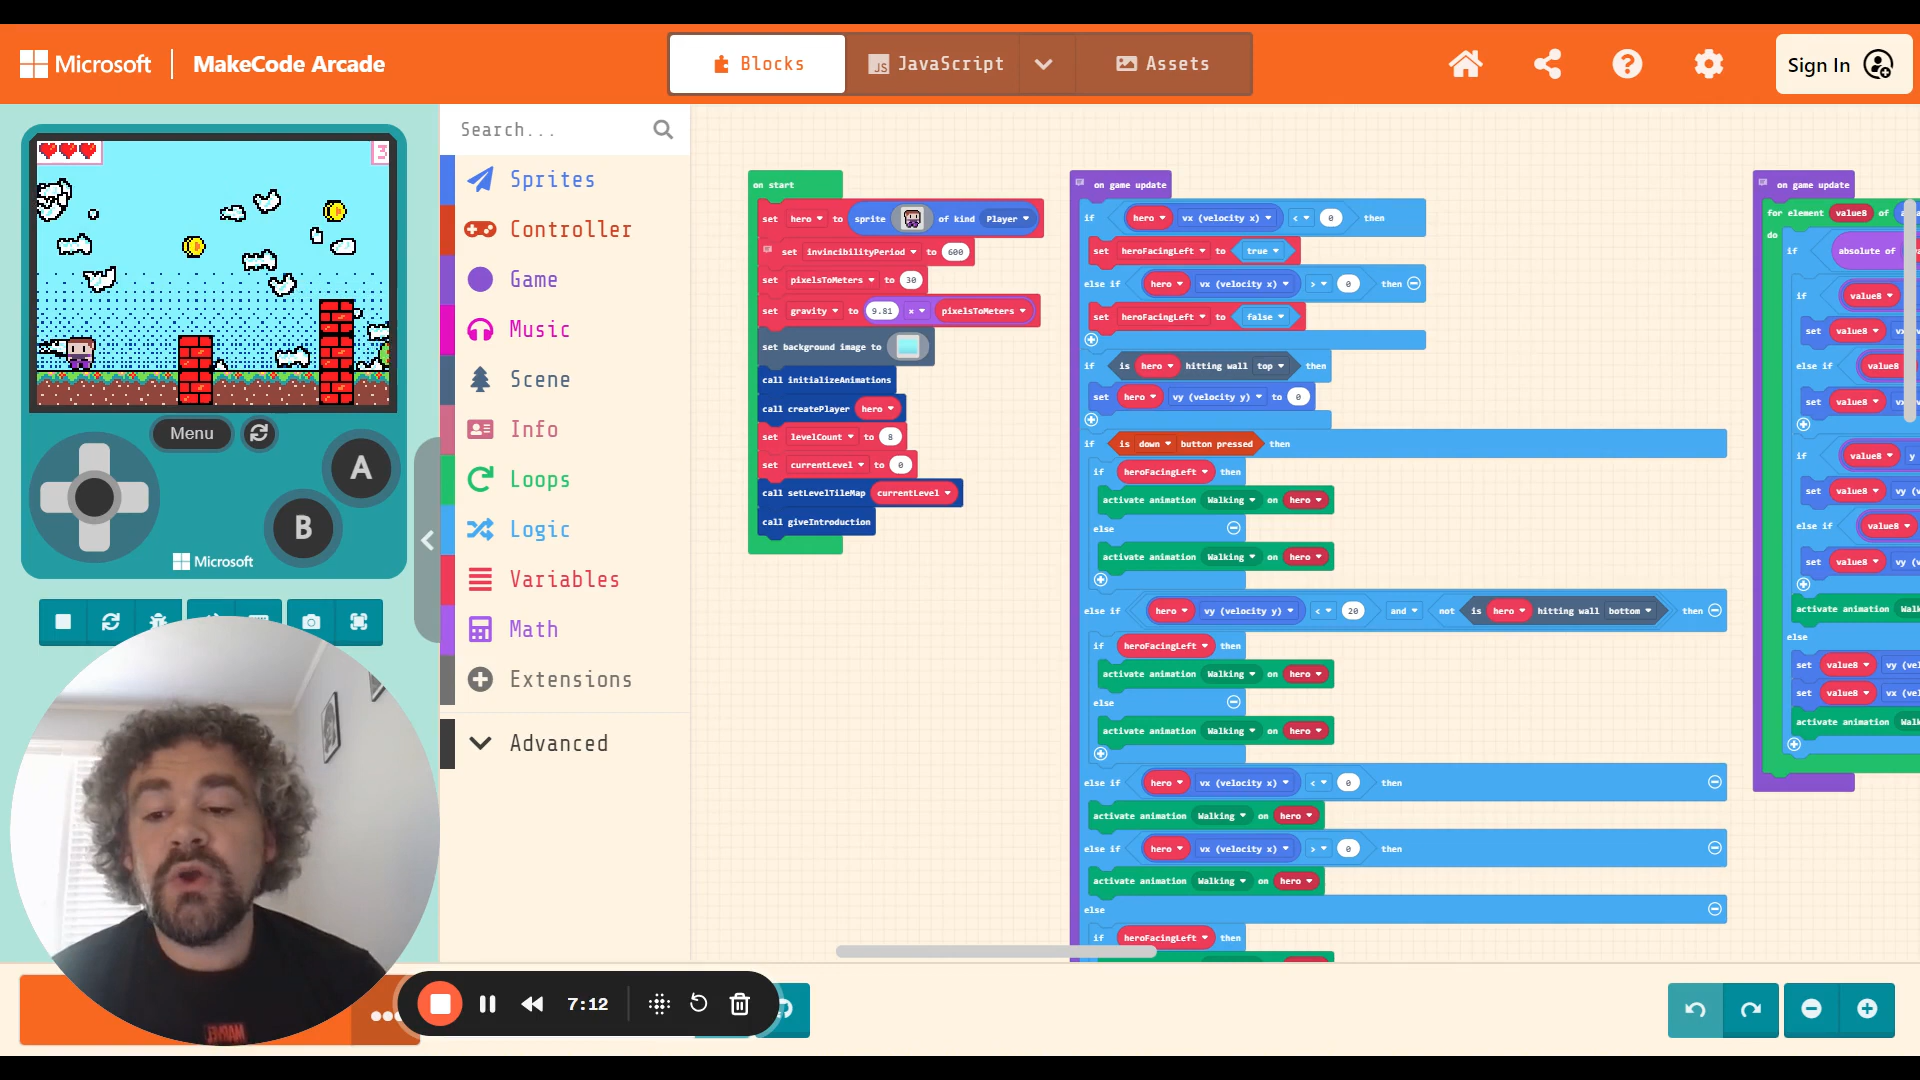 Microsoft
MakeCode Arcade
Blocks
JavaScript
Assets
Sign In
Search...
Sprites
Controller
Game
Music
Scene
Info
Loops
Logic
Variables
Math
Extensions
Advanced
3
Menu
A
B
Microsoft
on start
set hero to sprite of kind Player
set invincibilityPeriod to 600
set pixelsToMeters to 30
set gravity to 9.81 × pixelsToMeters
set background image to
call initializeAnimations
call createPlayer hero
set levelCount to 8
set currentLevel to 0
call setLevelTileMap currentLevel
call giveIntroduction
on game update
if hero vx (velocity x) < 0 then
set heroFacingLeft to true
else if hero vx (velocity x) > 0 then
set heroFacingLeft to false
if is hero hitting wall top then
set hero vy (velocity y) to 0
if is down button pressed then
if heroFacingLeft then
activate animation Walking on hero
else
activate animation Walking on hero
else if hero vy (velocity y) < 20 and not is hero hitting wall bottom then
if heroFacingLeft then
activate animation Walking on hero
else
activate animation Walking on hero
else if hero vx (velocity x) < 0 then
activate animation Walking on hero
else if hero vx (velocity x) > 0 then
activate animation Walking on hero
else
if heroFacingLeft then
on game update
for element value8 of
do
if absolute of
if value8
set value8 vx
else if value8
set value8 vx
if value8 y
set value8 vy (v
else if value8
set value8 vy (v
activate animation Walk
else
set value8 vy (vel
set value8 vx (vel
activate animation Walk
7:12